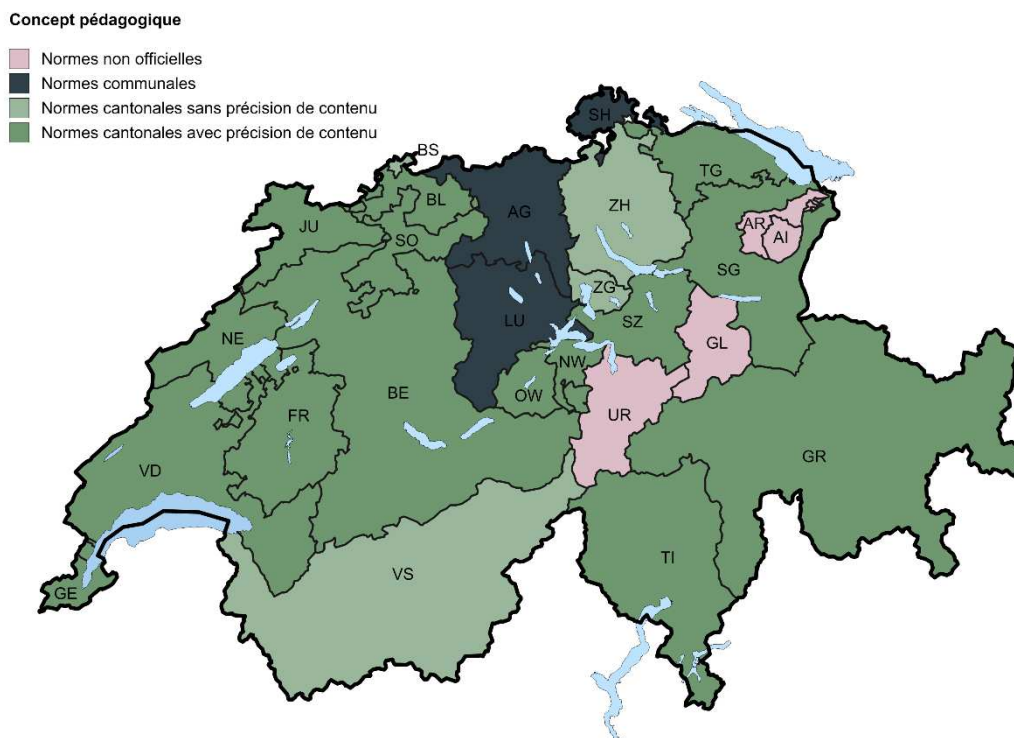 Concept pédagogique
Normes non officielles
Normes communales
Normes cantonales sans précision de contenu
Normes cantonales avec précision de contenu
SH
BS
TG
BL
JU
AG
ZH
AR
SO
AI
SG
ZG
LU
SZ
NE
GL
NW
BE
OW
FR
UR
GR
VD
TI
VS
GE